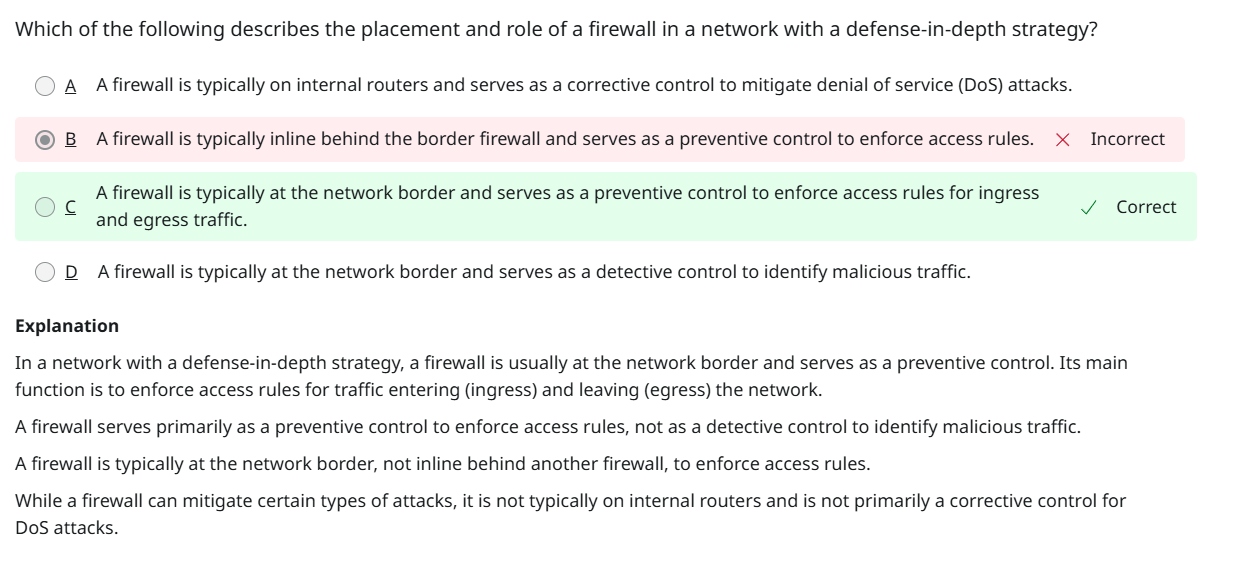 Which of the following describes the placement and role of a firewall in a network with a defense-in-depth strategy?
A A firewall is typically on internal routers and serves as a corrective control to mitigate denial of service (DoS) attacks.
B A firewall is typically inline behind the border firewall and serves as a preventive control to enforce access rules. Incorrect
C A firewall is typically at the network border and serves as a preventive control to enforce access rules for ingress
and egress traffic. Correct
D A firewall is typically at the network border and serves as a detective control to identify malicious traffic.
Explanation
In a network with a defense-in-depth strategy, a firewall is usually at the network border and serves as a preventive control. Its main
function is to enforce access rules for traffic entering (ingress) and leaving (egress) the network.
A firewall serves primarily as a preventive control to enforce access rules, not as a detective control to identify malicious traffic.
A firewall is typically at the network border, not inline behind another firewall, to enforce access rules.
While a firewall can mitigate certain types of attacks, it is not typically on internal routers and is not primarily a corrective control for
DoS attacks.